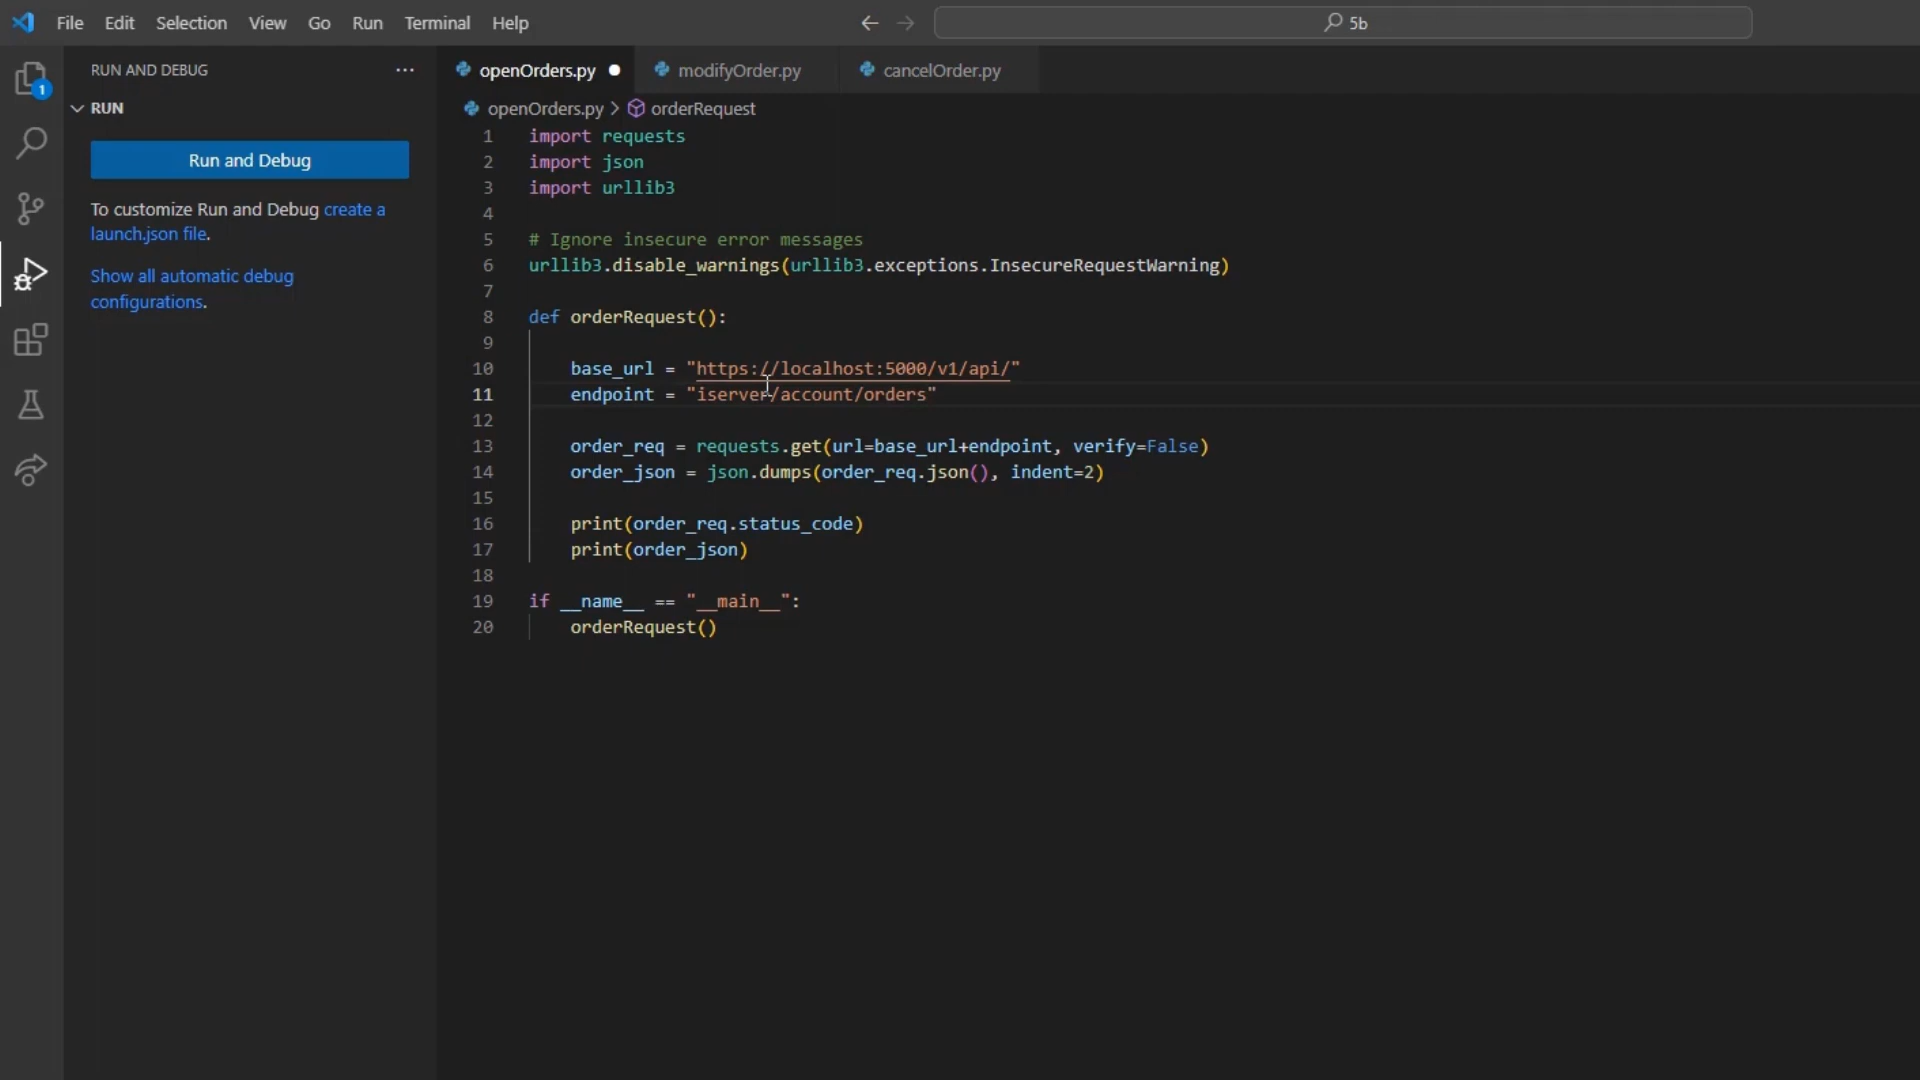 File Edit Selection View Go Run Terminal Help
5b
RUN AND DEBUG ···
RUN
Run and Debug
To customize Run and Debug create a
launch.json file.
Show all automatic debug
configurations.
1
openOrders.py modifyOrder.py cancelOrder.py
openOrders.py > orderRequest
1 import requests
2 import json
3 import urllib3
4
5 # Ignore insecure error messages
6 urllib3.disable_warnings(urllib3.exceptions.InsecureRequestWarning)
7
8 def orderRequest():
9
10 base_url = "https://localhost:5000/v1/api/"
11 endpoint = "iserver/account/orders"
12
13 order_req = requests.get(url=base_url+endpoint, verify=False)
14 order_json = json.dumps(order_req.json(), indent=2)
15
16 print(order_req.status_code)
17 print(order_json)
18
19 if __name__ == "__main__":
20 orderRequest()